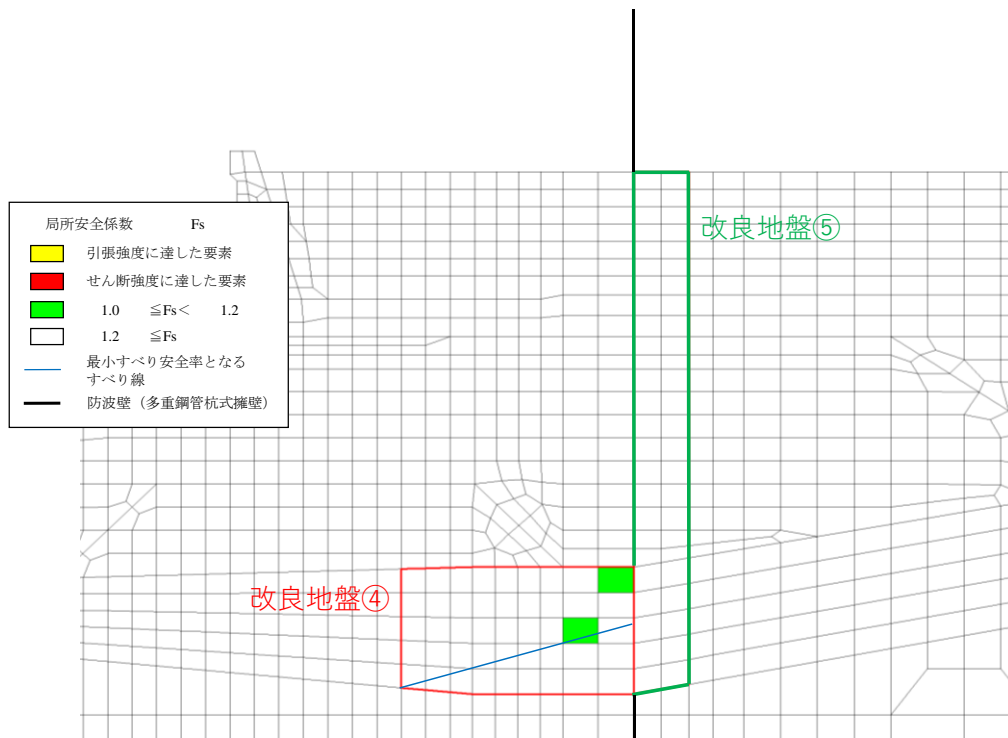 局所安全係数 Fs
引張強度に達した要素
せん断強度に達した要素
1.0 ≦Fs< 1.2
1.2 ≦Fs
最小すべり安全率となる
すべり線
防波壁（多重鋼管杭式擁壁）
改良地盤⑤
改良地盤④